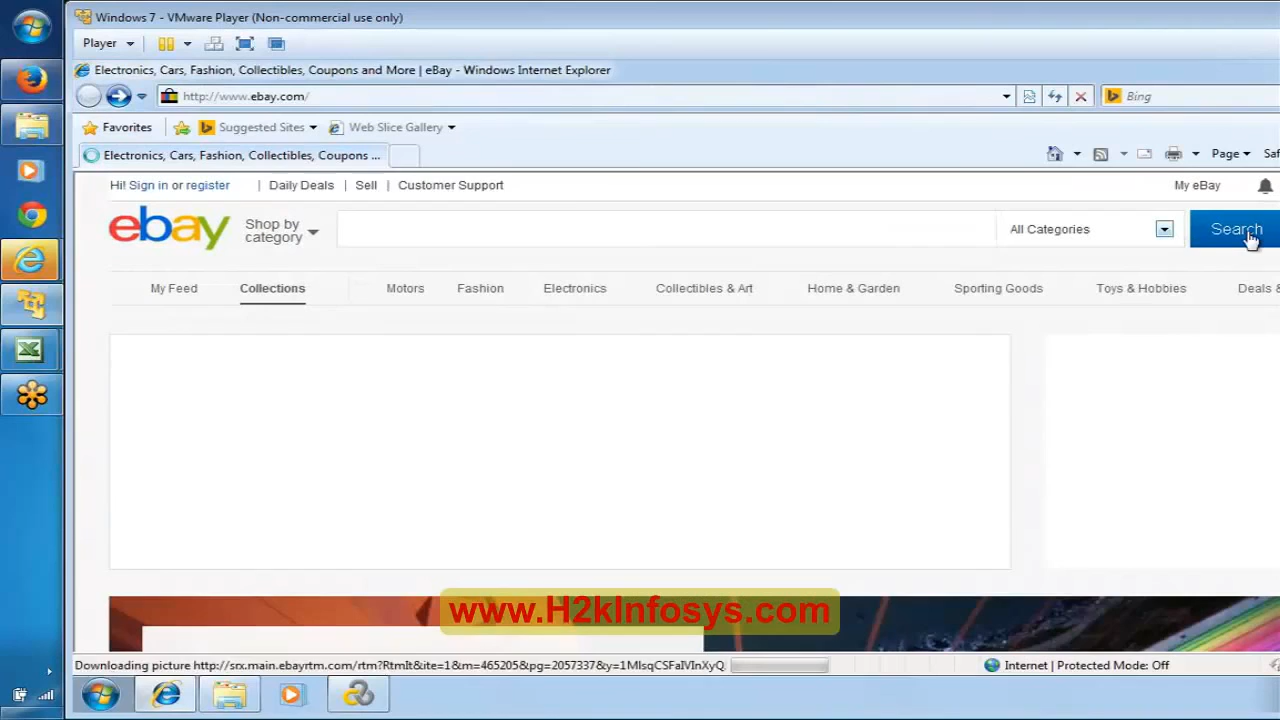 Windows 7 - VMware Player (Non-commercial use only)
Player
Electronics, Cars, Fashion, Collectibles, Coupons and More | eBay - Windows Internet Explorer
http://www.ebay.com/
Bing
Favorites Suggested Sites Web Slice Gallery
Electronics, Cars, Fashion, Collectibles, Coupons ... Page Saf
Hi! Sign in or register Daily Deals Sell Customer Support My eBay
ebay
Shop by
category
All Categories
Search
My Feed Collections Motors Fashion Electronics Collectibles & Art Home & Garden Sporting Goods Toys & Hobbies Deals &
www.H2kInfosys.com
Downloading picture Internet | Protected Mode: Off